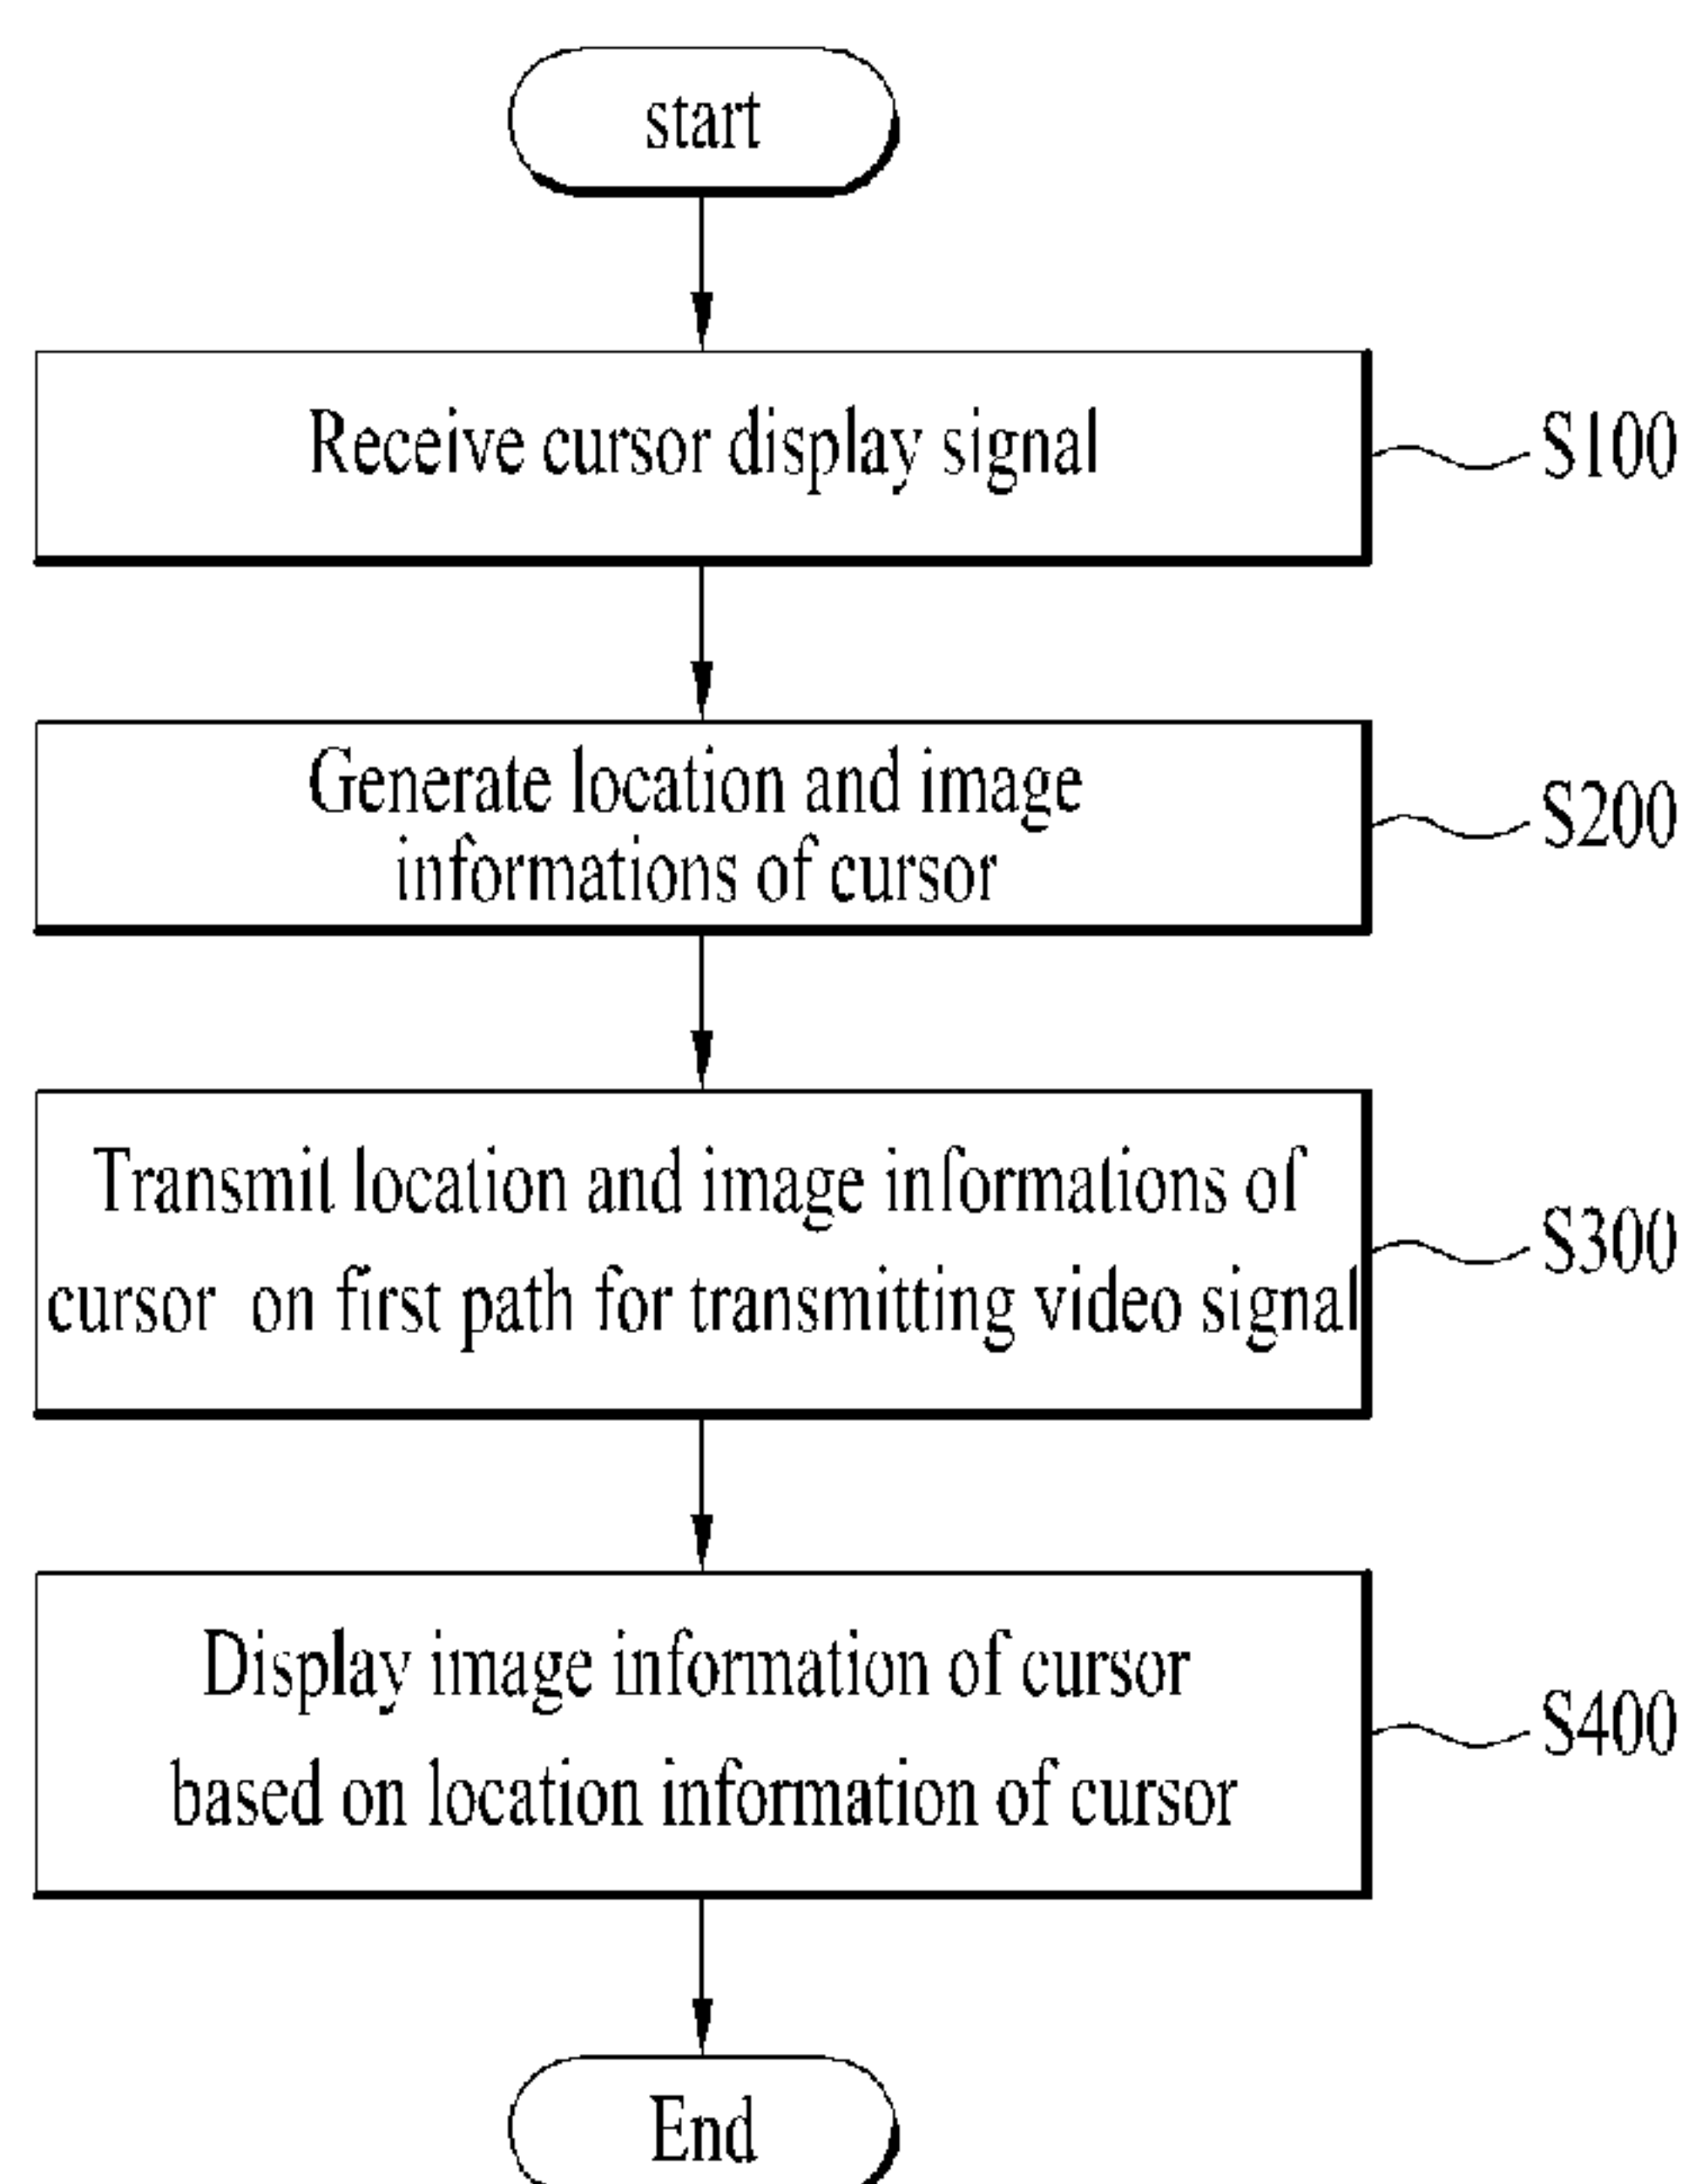 start
Receive cursor display signal
S100
Generate location and image
informations of cursor
S200
Transmit location and image informations of
cursor on first path for transmitting video signal
S300
Display image information of cursor
based on location information of cursor
S400
End